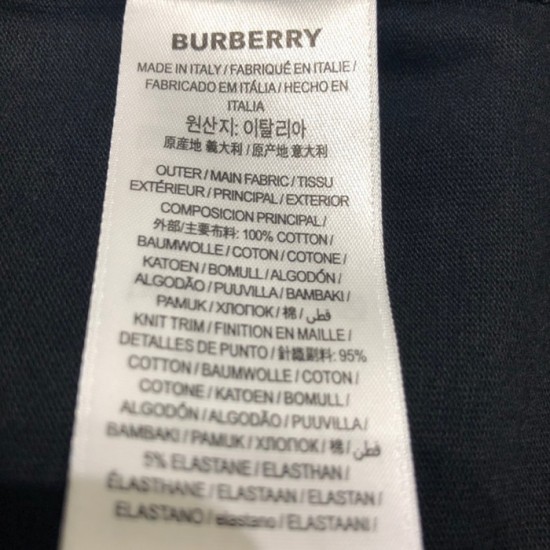 BURBERRY
MADE IN ITALY / FABRIQUÉ EN ITALIE /
FABRICADO EM ITÁLIA / HECHO EN
ITALIA
원산지: 이탈리아
原産地 義大利 / 原产地 意大利
OUTER / MAIN FABRIC / TISSU
EXTÉRIEUR / PRINCIPAL / EXTERIOR
COMPOSICION PRINCIPAL /
外部/主要布料: 100% COTTON /
BAUMWOLLE / COTON / COTONE /
KATOEN / BOMULL / ALGODÓN /
ALGODÃO / PUUVILLA / BAMBAKI /
PAMUK / ХЛОПОК / 棉 / قطن /
KNIT TRIM / FINITION EN MAILLE /
DETALLES DE PUNTO / 針織副料: 95%
COTTON / BAUMWOLLE / COTON /
COTONE / KATOEN / BOMULL /
ALGODÓN / ALGODÃO / PUUVILLA /
BAMBAKI / PAMUK / ХЛОПОК / 棉 / قطن /
5% ELASTANE / ELASTHAN /
ÉLASTHANE / ELASTAAN / ELASTAN /
ELASTANO / elastano / ELASTAANI /